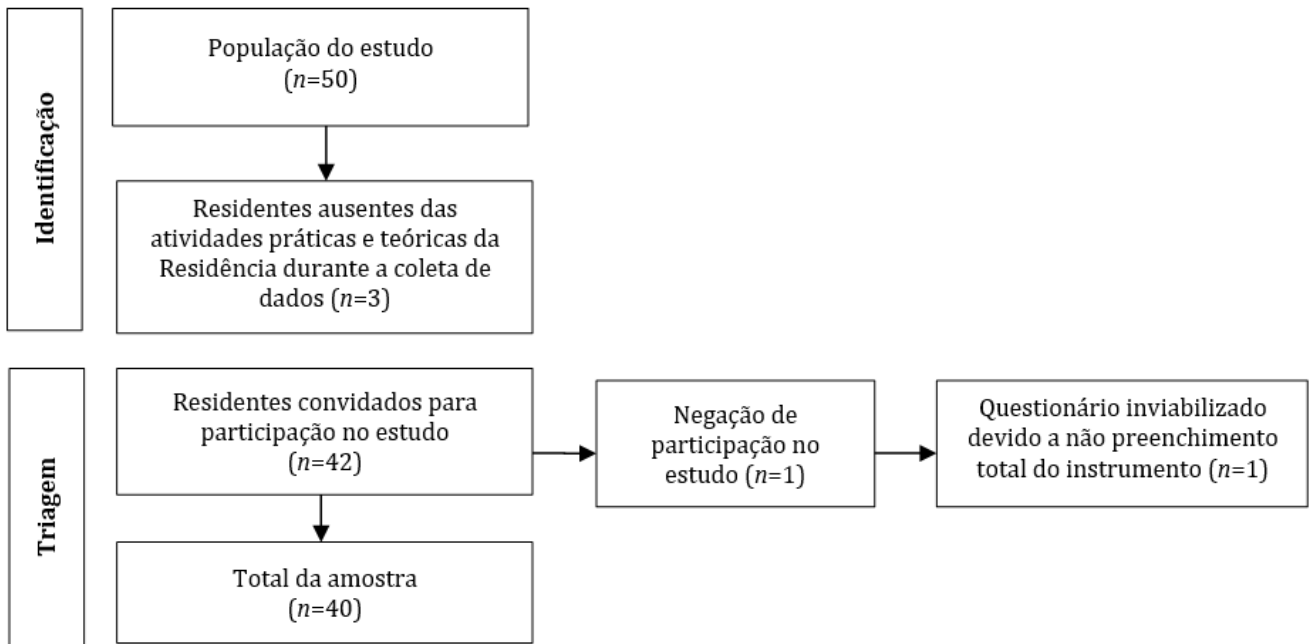 Identificação
População do estudo
(n=50)
Residentes ausentes das
atividades práticas e teóricas da
Residência durante a coleta de
dados (n=3)
Triagem
Residentes convidados para
participação no estudo
(n=42)
Negação de
participação no
estudo (n=1)
Questionário inviabilizado
devido a não preenchimento
total do instrumento (n=1)
Total da amostra
(n=40)